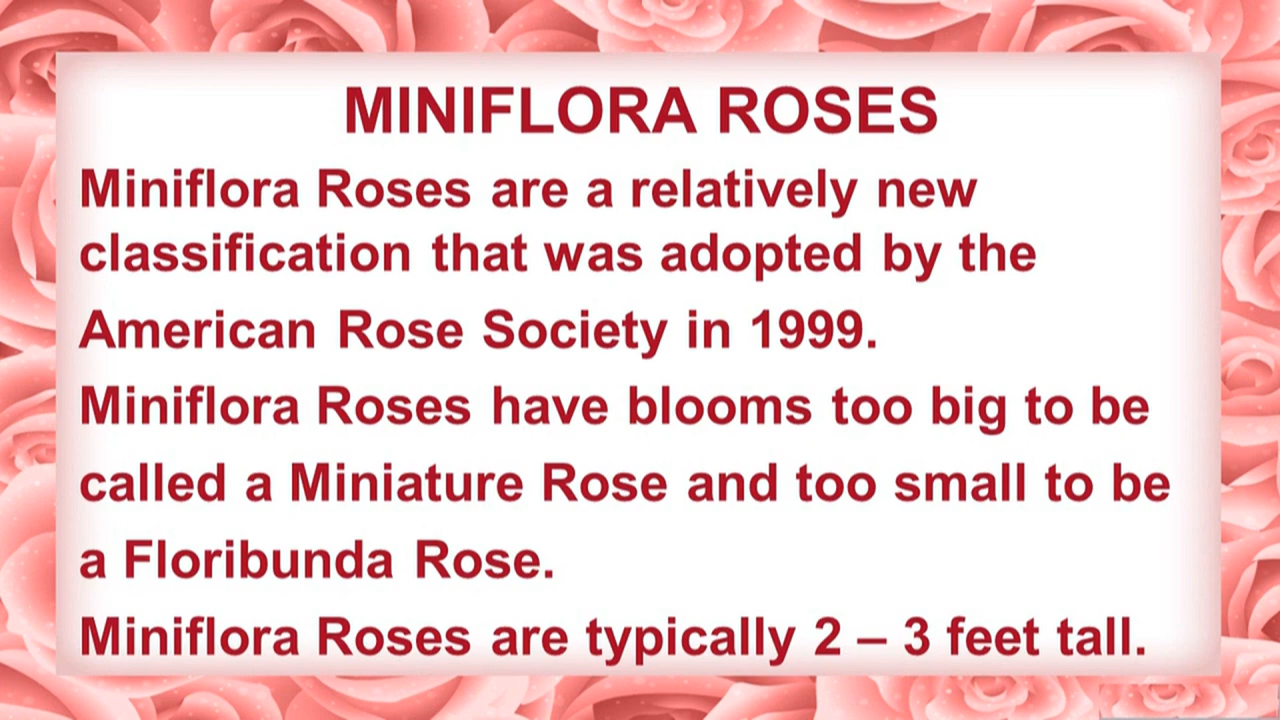 MINIFLORA ROSES
Miniflora Roses are a relatively new
classification that was adopted by the
American Rose Society in 1999.
Miniflora Roses have blooms too big to be
called a Miniature Rose and too small to be
a Floribunda Rose.
Miniflora Roses are typically 2 – 3 feet tall.